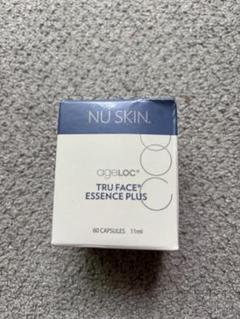 NU SKIN.
ageLOC®
TRU FACE®
ESSENCE PLUS
60 CAPSULES 11ml